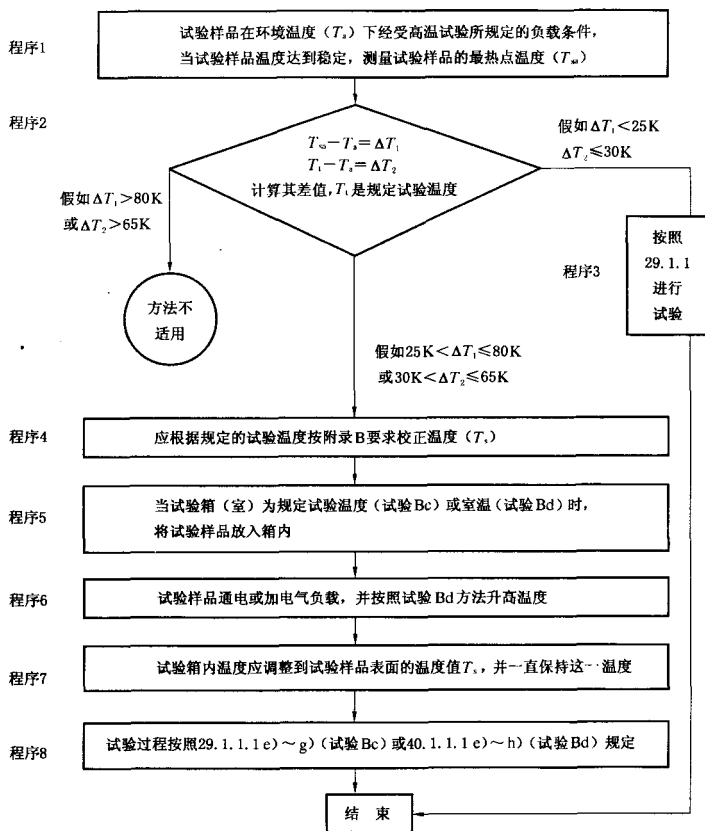 程序1
试验样品在环境温度（Tₐ）下经受高温试验所规定的负载条件，
当试验样品温度达到稳定，测量试验样品的最热点温度（Tₛₐ）
程序2
Tₛₐ－Tₐ＝ΔT₁
T₁－Tₐ＝ΔT₂
计算其差值，T₁是规定试验温度
假如ΔT₁＜25K
ΔT₂≤30K
假如ΔT₁＞80K
或ΔT₂＞65K
方法不
适用
程序3
按照
29.1.1
进行
试验
假如25K＜ΔT₁≤80K
或30K＜ΔT₂≤65K
程序4
应根据规定的试验温度按附录B要求校正温度（Tₛ）
程序5
当试验箱（室）为规定试验温度（试验Bc）或室温（试验Bd）时，
将试验样品放入箱内
程序6
试验样品通电或加电气负载，并按照试验Bd方法升高温度
程序7
试验箱内温度应调整到试验样品表面的温度值Tₛ，并一直保持这一温度
程序8
试验过程按照29.1.1.1 e）～g）（试验Bc）或40.1.1.1 e）～h）（试验Bd）规定
结 束